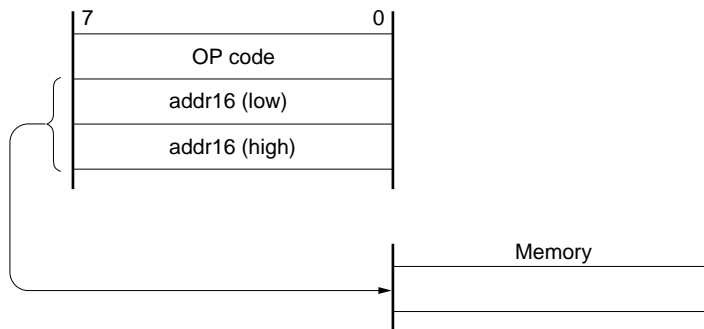 7 0
OP code
addr16 (low)
addr16 (high)
Memory